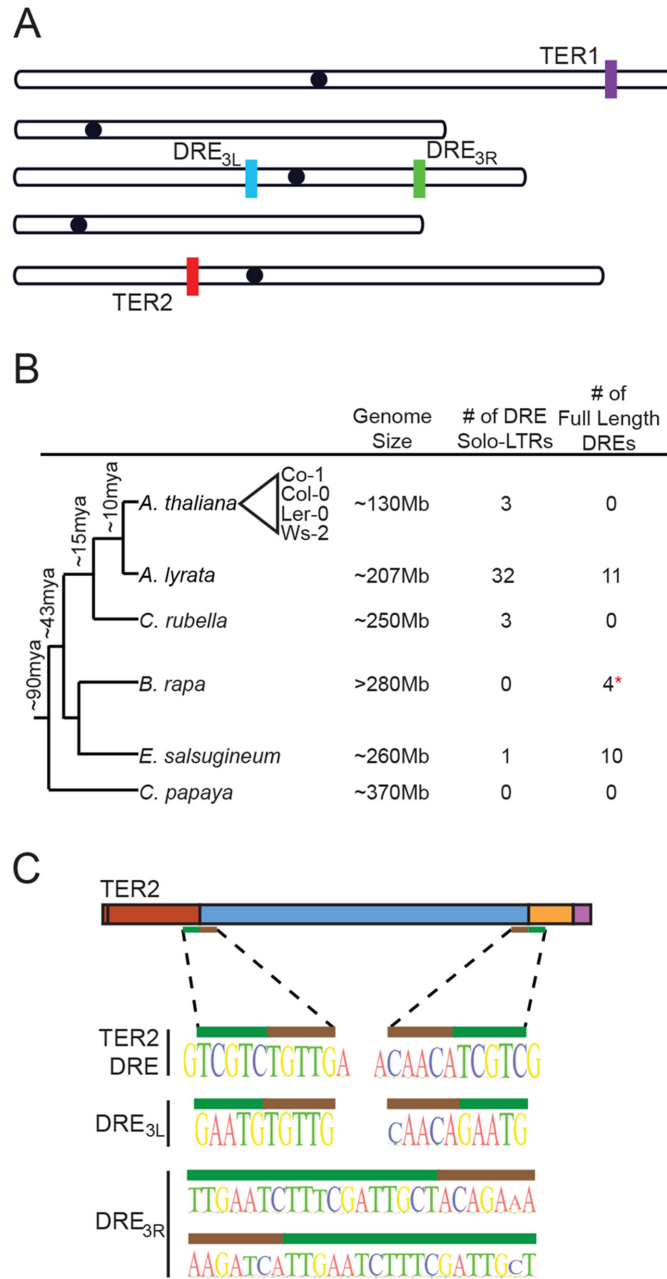 A
TER1
DRE3L
DRE3R
TER2
B
Genome Size
# of DRE Solo-LTRs
# of Full Length DREs
~90mya
~43mya
~15mya
~10mya
A. thaliana
Co-1
Col-0
Ler-0
Ws-2
~130Mb 3 0
A. lyrata ~207Mb 32 11
C. rubella ~250Mb 3 0
B. rapa >280Mb 0 4*
E. salsugineum ~260Mb 1 10
C. papaya ~370Mb 0 0
C
TER2
TER2 DRE
GTCGTCTGTTGA ACAACATCGTCG
DRE3L
GAATGTGTTG CAACAGAATG
DRE3R
TTGAATCTTTCGATTGCTACAGAAA
AAGATCATTGAATCTTTCGATTGCT